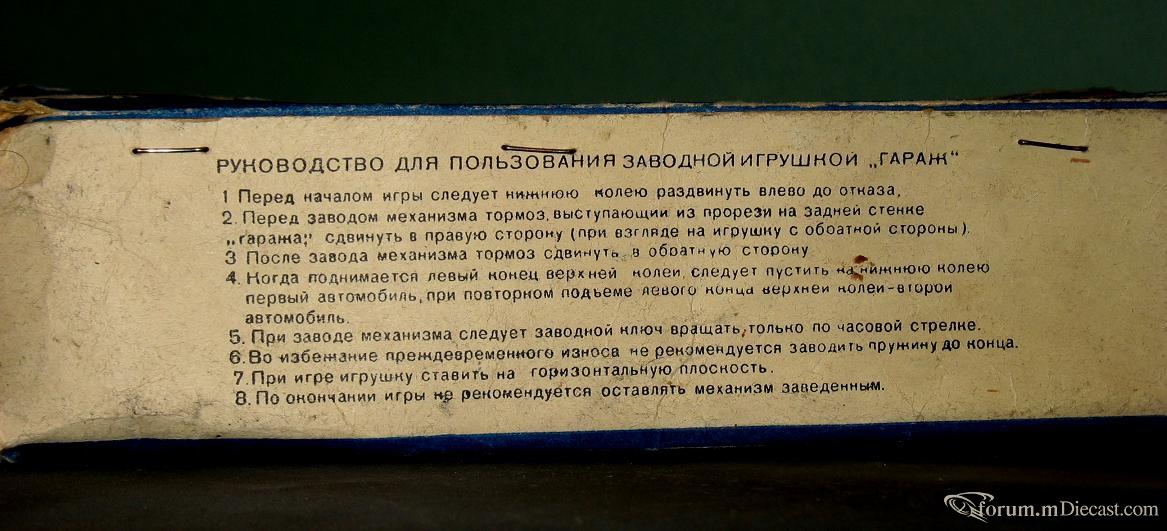 РУКОВОДСТВО ДЛЯ ПОЛЬЗОВАНИЯ ЗАВОДНОЙ ИГРУШКОЙ „ГАРАЖ“
1 Перед началом игры следует нижнюю колею раздвинуть влево до отказа,
2. Перед заводом механизма тормоз, выступающий из прорези на задней стенке
„гаража," сдвинуть в правую сторону (при взгляде на игрушку с обоатной стороны).
3 После завода механизма тормоз сдвинуть в обратную сторону
4. Когда поднимается левый конец верхней колеи, следует пустить на нижнюю колею
первый автомобиль, при повторном подъеме левого конца верхней колеи-второй
автомобиль.
5. При заводе механизма следует заводной ключ вращать, только по часовой стрелке.
6. Во избежание преждевременного износа не рекомендуется заводить пружину до конца.
7. При игре игрушку ставить на горизонтальную плоскость.
8. По окончании игры не рекомендуется оставлять механизм заведенным.
forum.mDiecast.com